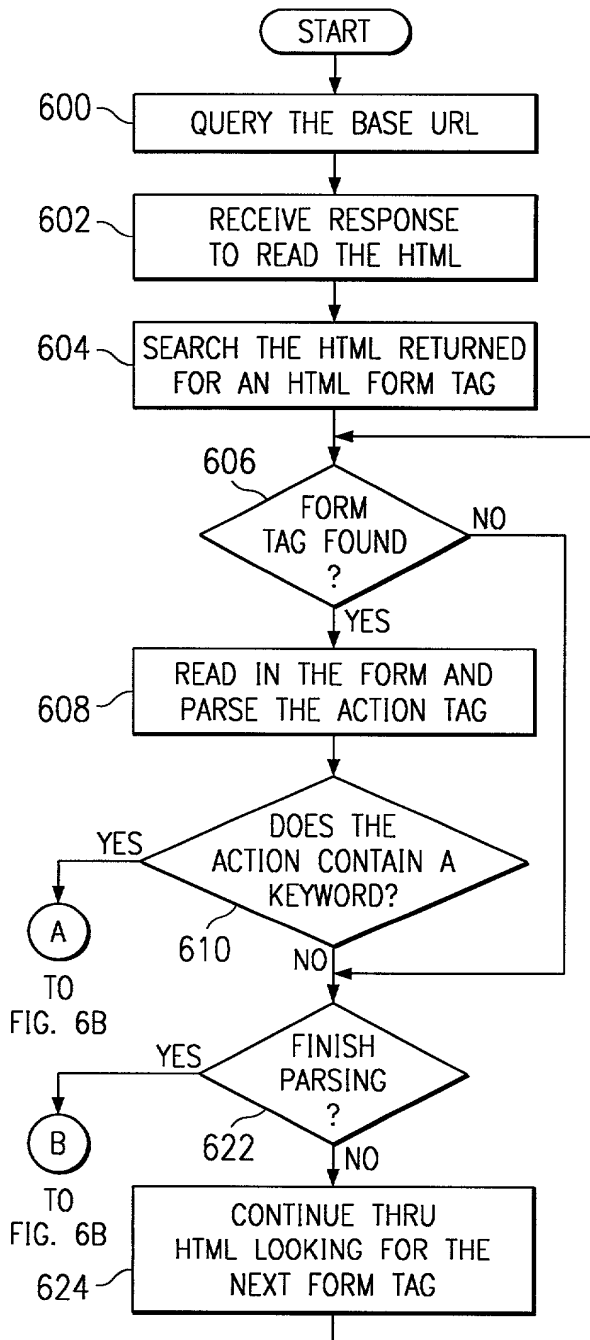 START
600
QUERY THE BASE URL
602
RECEIVE RESPONSE
TO READ THE HTML
604
SEARCH THE HTML RETURNED
FOR AN HTML FORM TAG
606
FORM
TAG FOUND
?
NO
YES
608
READ IN THE FORM AND
PARSE THE ACTION TAG
DOES THE
ACTION CONTAIN A
KEYWORD?
YES
610
NO
A
TO
FIG. 6B
FINISH
PARSING
?
YES
622
NO
B
TO
FIG. 6B
624
CONTINUE THRU
HTML LOOKING FOR THE
NEXT FORM TAG